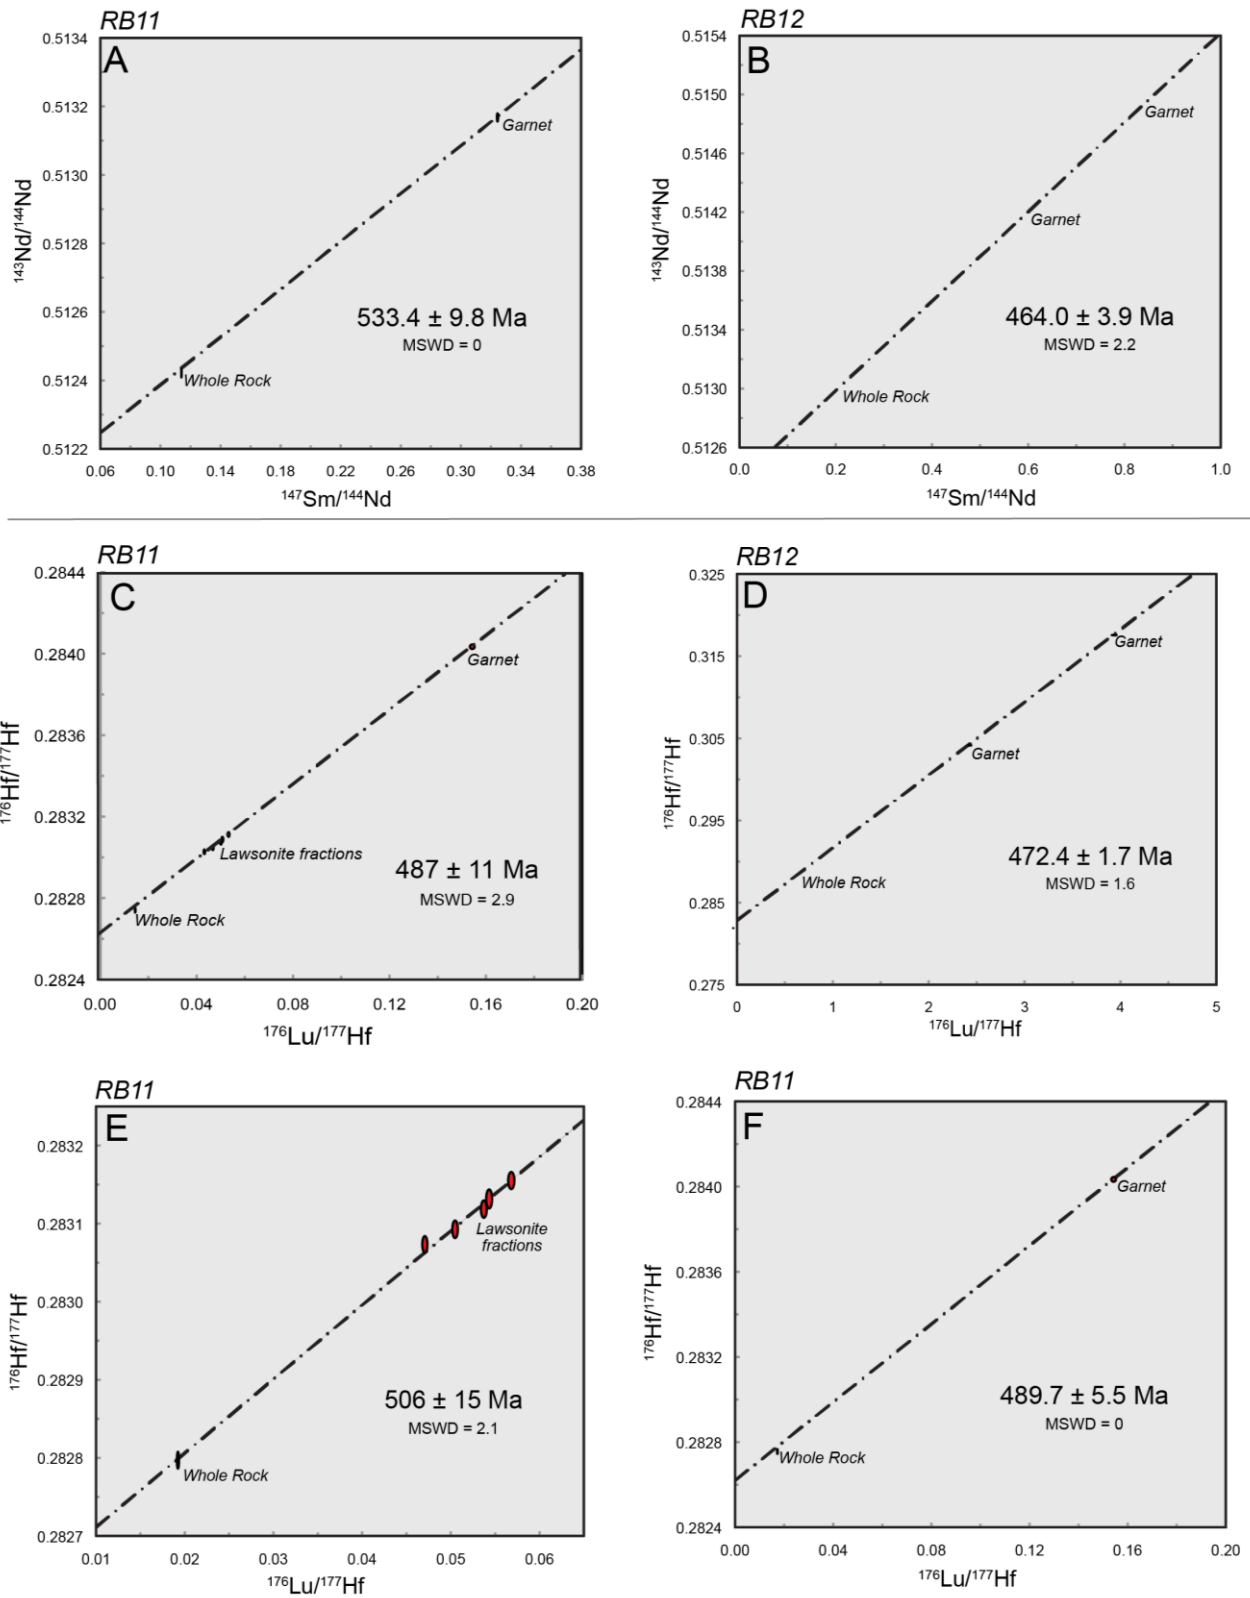 RB11
A
0.5134
0.5132
0.5130
0.5128
0.5126
0.5124
0.5122
143Nd/144Nd
Garnet
533.4 ± 9.8 Ma
MSWD = 0
Whole Rock
0.06 0.10 0.14 0.18 0.22 0.26 0.30 0.34 0.38
147Sm/144Nd
RB12
B
0.5154
0.5150
0.5146
0.5142
0.5138
0.5134
0.5130
0.5126
143Nd/144Nd
Garnet
Garnet
464.0 ± 3.9 Ma
MSWD = 2.2
Whole Rock
0.0 0.2 0.4 0.6 0.8 1.0
147Sm/144Nd
RB11
C
0.2844
0.2840
0.2836
0.2832
0.2828
0.2824
176Hf/177Hf
Garnet
Lawsonite fractions
487 ± 11 Ma
MSWD = 2.9
Whole Rock
0.00 0.04 0.08 0.12 0.16 0.20
176Lu/177Hf
RB12
D
0.325
0.315
0.305
0.295
0.285
0.275
176Hf/177Hf
Garnet
Garnet
472.4 ± 1.7 Ma
MSWD = 1.6
Whole Rock
0 1 2 3 4 5
176Lu/177Hf
RB11
E
0.2832
0.2831
0.2830
0.2829
0.2828
0.2827
176Hf/177Hf
Lawsonite
fractions
506 ± 15 Ma
MSWD = 2.1
Whole Rock
0.01 0.02 0.03 0.04 0.05 0.06
176Lu/177Hf
RB11
F
0.2844
0.2840
0.2836
0.2832
0.2828
0.2824
176Hf/177Hf
Garnet
489.7 ± 5.5 Ma
MSWD = 0
Whole Rock
0.00 0.04 0.08 0.12 0.16 0.20
176Lu/177Hf